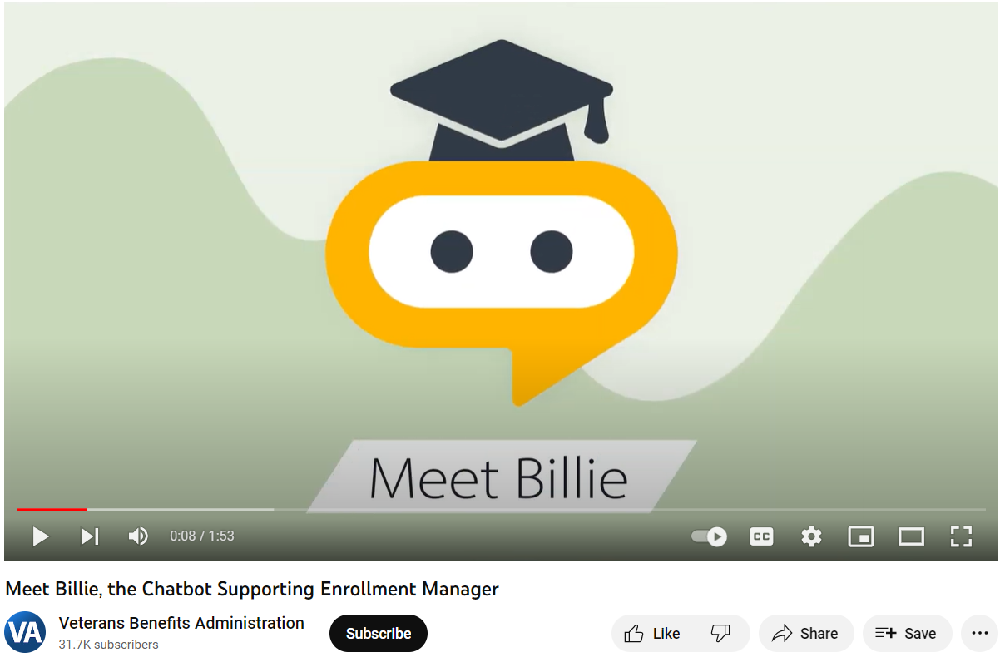 Meet Billie
0:08 / 1:53
CC
Meet Billie, the Chatbot Supporting Enrollment Manager
VA
Veterans Benefits Administration
31.7K subscribers
Subscribe
Like
Share
Save